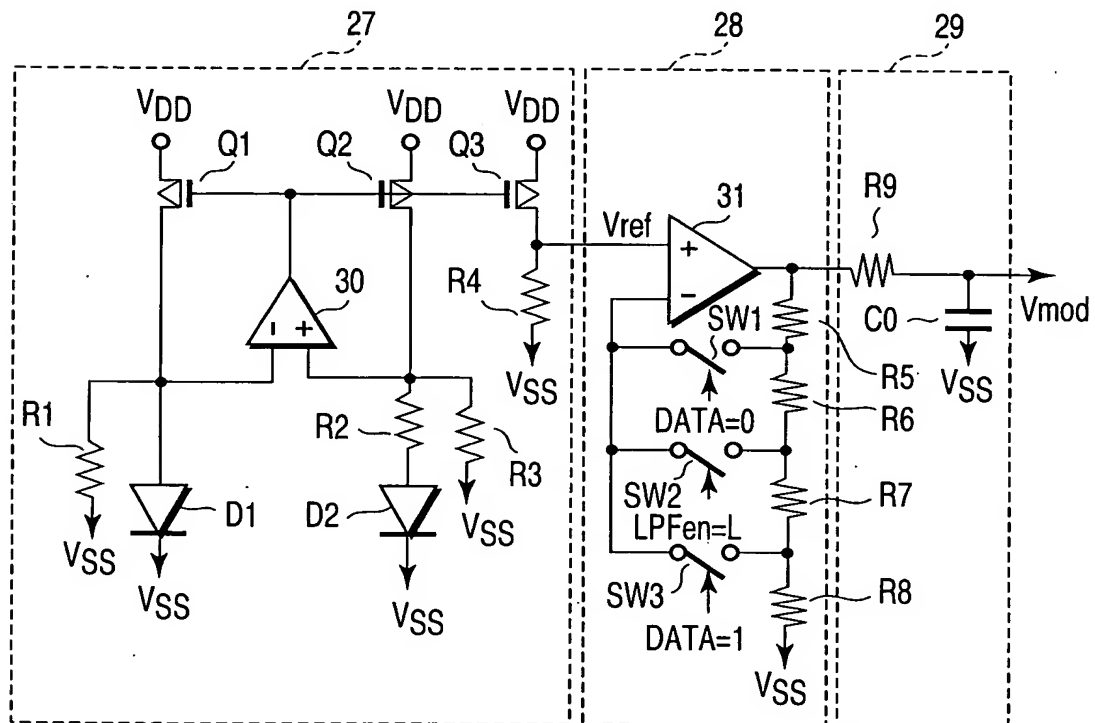 27
28
29
VDD
VDD
VDD
Q1
Q2
Q3
31
R9
Vref
+
30
R4
−
SW1
C0
Vmod
− +
VSS
R5
VSS
R1
R2
DATA=0
R6
R3
SW2
R7
D1
D2
VSS
LPFen=L
VSS
SW3
R8
VSS
VSS
DATA=1
VSS